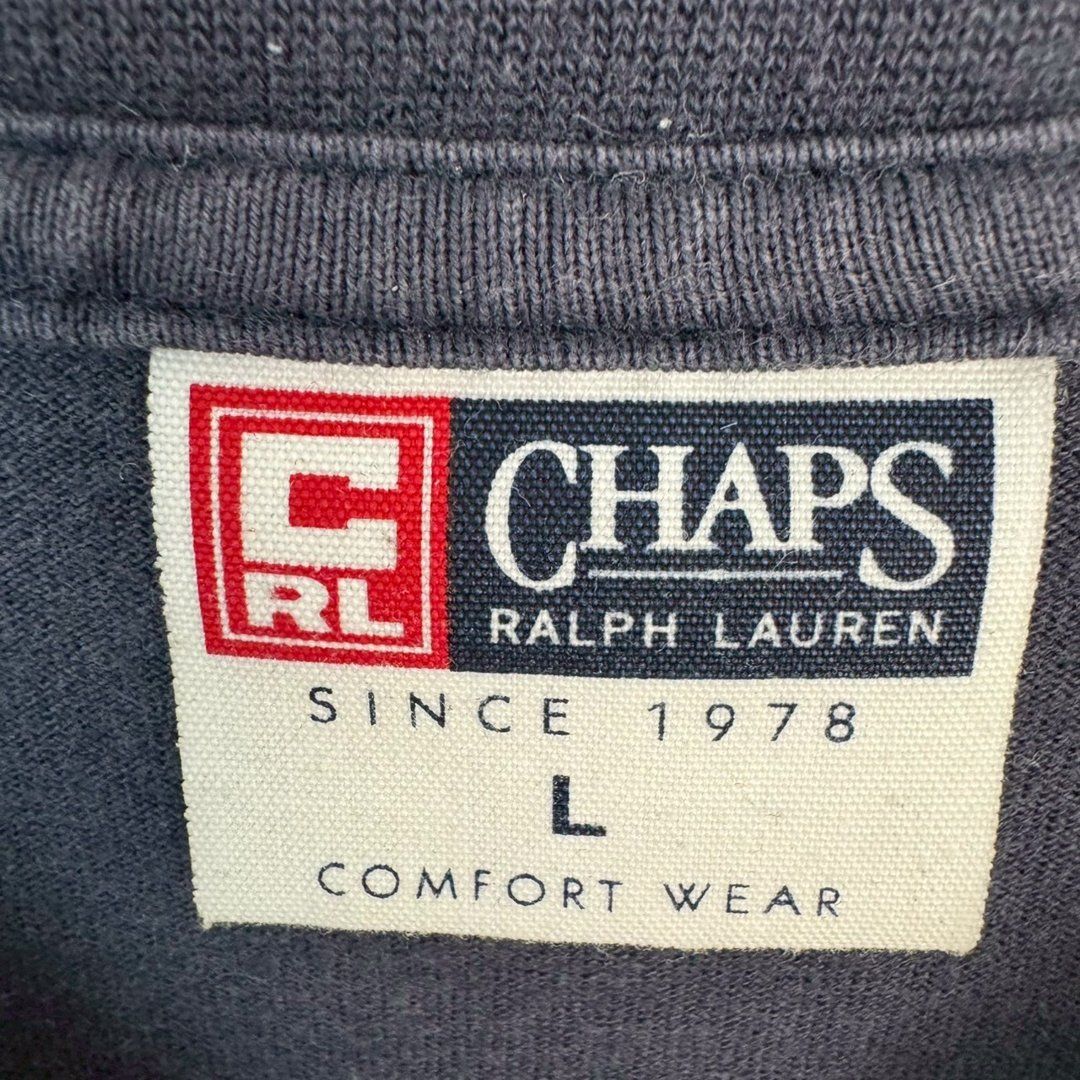 C
RL
CHAPS
RALPH LAUREN
SINCE 1978
L
COMFORT WEAR